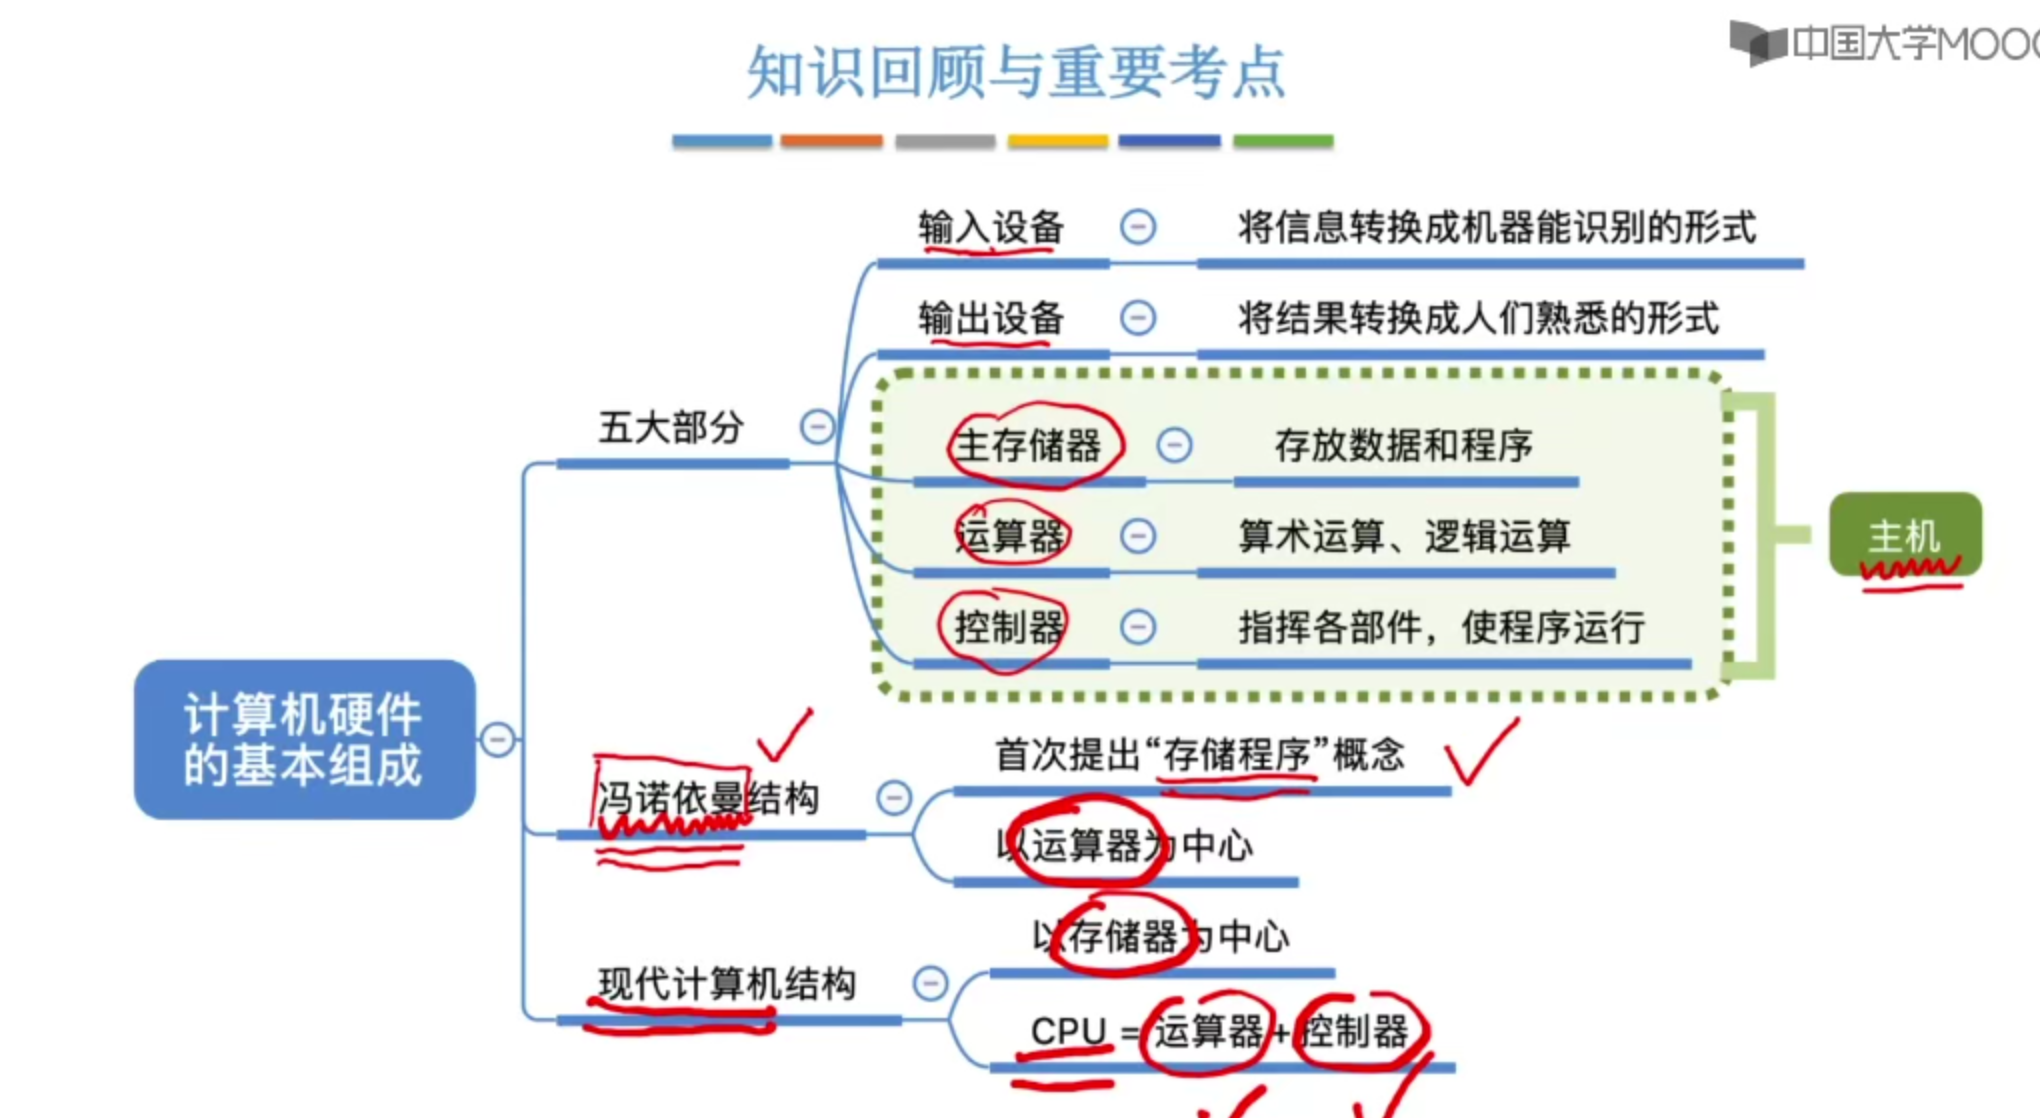 中国大学MOOC
知识回顾与重要考点
输入设备 将信息转换成机器能识别的形式
输出设备 将结果转换成人们熟悉的形式
五大部分
主存储器 存放数据和程序
运算器 算术运算、逻辑运算
主机
控制器 指挥各部件，使程序运行
计算机硬件
的基本组成
冯诺依曼结构
首次提出“存储程序”概念
以运算器为中心
现代计算机结构
以存储器为中心
CPU = 运算器+控制器